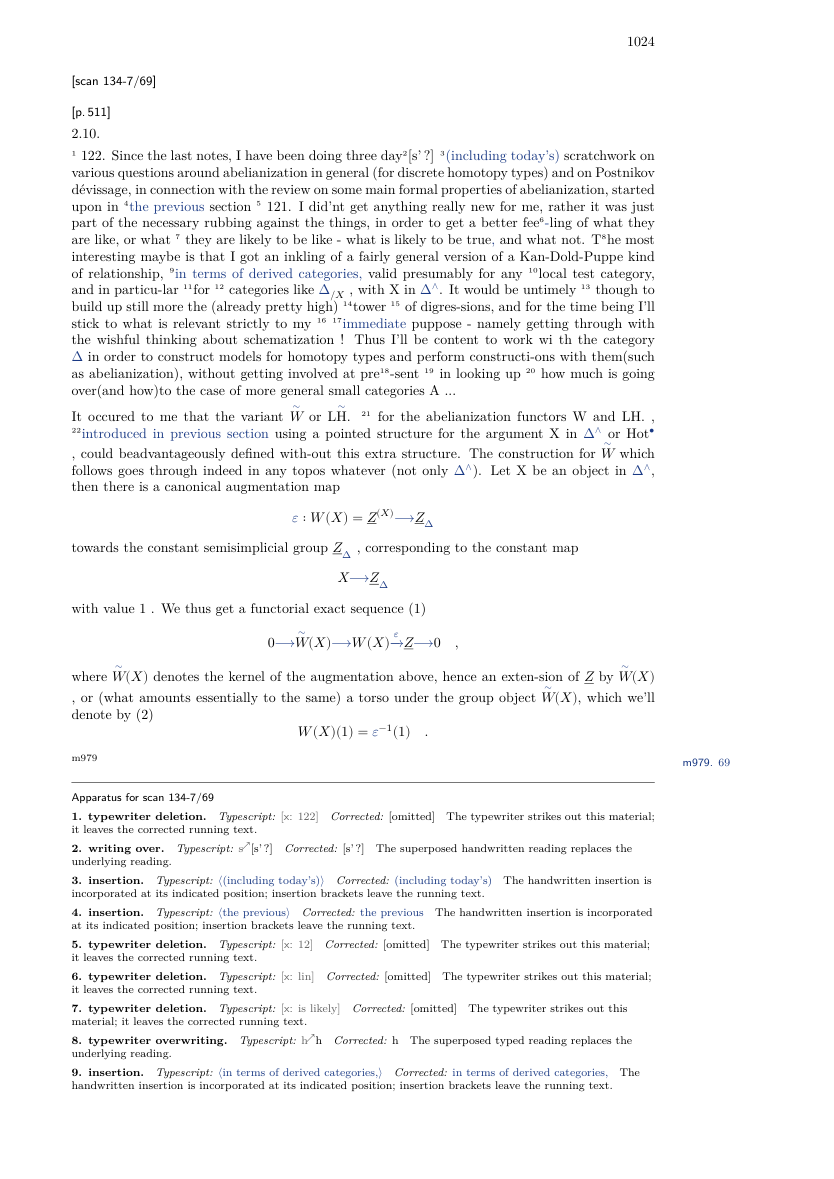 1024
[scan 134-7/69]
[p. 511]
2.10.
¹ 122. Since the last notes, I have been doing three day²[s' ?] ³(including today's) scratchwork on
various questions around abelianization in general (for discrete homotopy types) and on Postnikov
dévissage, in connection with the review on some main formal properties of abelianization, started
upon in ⁴the previous section ⁵ 121. I did'nt get anything really new for me, rather it was just
part of the necessary rubbing against the things, in order to get a better fee⁶-ling of what they
are like, or what ⁷ they are likely to be like - what is likely to be true, and what not. T⁸he most
interesting maybe is that I got an inkling of a fairly general version of a Kan-Dold-Puppe kind
of relationship, ⁹in terms of derived categories, valid presumably for any ¹⁰local test category,
and in particu-lar ¹¹for ¹² categories like Δ/X , with X in Δ^. It would be untimely ¹³ though to
build up still more the (already pretty high) ¹⁴tower ¹⁵ of digres-sions, and for the time being I'll
stick to what is relevant strictly to my ¹⁶ ¹⁷immediate puppose - namely getting through with
the wishful thinking about schematization ! Thus I'll be content to work wi th the category
Δ in order to construct models for homotopy types and perform constructi-ons with them(such
as abelianization), without getting involved at pre¹⁸-sent ¹⁹ in looking up ²⁰ how much is going
over(and how)to the case of more general small categories A ...
It occured to me that the variant W̃ or LH̃. ²¹ for the abelianization functors W and LH. ,
²²introduced in previous section using a pointed structure for the argument X in Δ^ or Hot•
, could beadvantageously defined with-out this extra structure. The construction for W̃ which
follows goes through indeed in any topos whatever (not only Δ^). Let X be an object in Δ^,
then there is a canonical augmentation map
ε : W(X) = Z^(X)⟶Z_Δ
towards the constant semisimplicial group Z_Δ , corresponding to the constant map
X⟶Z_Δ
with value 1 . We thus get a functorial exact sequence (1)
0⟶W̃(X)⟶W(X)→^ε Z⟶0 ,
where W̃(X) denotes the kernel of the augmentation above, hence an exten-sion of Z by W̃(X)
, or (what amounts essentially to the same) a torso under the group object W̃(X), which we'll
denote by (2)
W(X)(1) = ε⁻¹(1) .
m979
m979. 69
Apparatus for scan 134-7/69
1. typewriter deletion. Typescript: [x: 122] Corrected: [omitted] The typewriter strikes out this material;
it leaves the corrected running text.
2. writing over. Typescript: s↗[s' ?] Corrected: [s' ?] The superposed handwritten reading replaces the
underlying reading.
3. insertion. Typescript: ⟨(including today's)⟩ Corrected: (including today's) The handwritten insertion is
incorporated at its indicated position; insertion brackets leave the running text.
4. insertion. Typescript: ⟨the previous⟩ Corrected: the previous The handwritten insertion is incorporated
at its indicated position; insertion brackets leave the running text.
5. typewriter deletion. Typescript: [x: 12] Corrected: [omitted] The typewriter strikes out this material;
it leaves the corrected running text.
6. typewriter deletion. Typescript: [x: lin] Corrected: [omitted] The typewriter strikes out this material;
it leaves the corrected running text.
7. typewriter deletion. Typescript: [x: is likely] Corrected: [omitted] The typewriter strikes out this
material; it leaves the corrected running text.
8. typewriter overwriting. Typescript: h↗h Corrected: h The superposed typed reading replaces the
underlying reading.
9. insertion. Typescript: ⟨in terms of derived categories,⟩ Corrected: in terms of derived categories, The
handwritten insertion is incorporated at its indicated position; insertion brackets leave the running text.